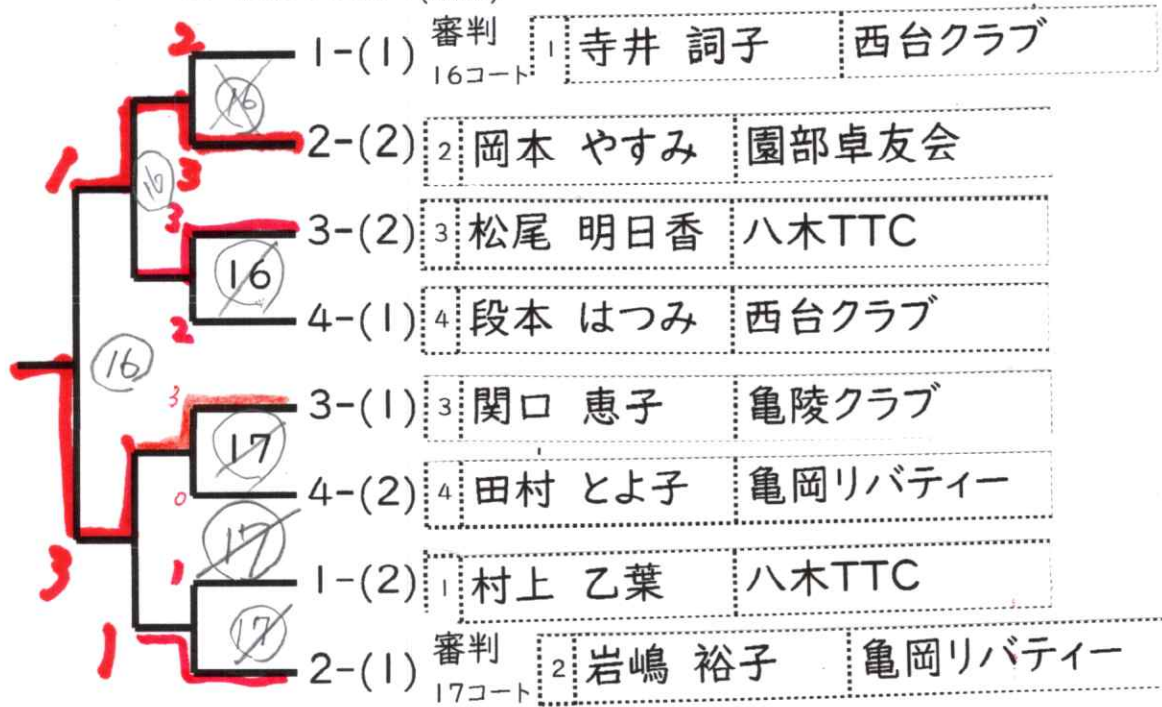 2
1-(1) 審判 16コート 1 寺井 詞子 西台クラブ
16
2-(2) 2 岡本 やすみ 園部卓友会
1 16 3
3
3-(2) 3 松尾 明日香 八木TTC
16
2
4-(1) 4 段本 はつみ 西台クラブ
16
3
3-(1) 3 関口 恵子 亀陵クラブ
17
0
4-(2) 4 田村 とよ子 亀岡リバティー
17
3
1
1-(2) 1 村上 乙葉 八木TTC
17
1
2-(1) 審判 17コート 2 岩嶋 裕子 亀岡リバティー